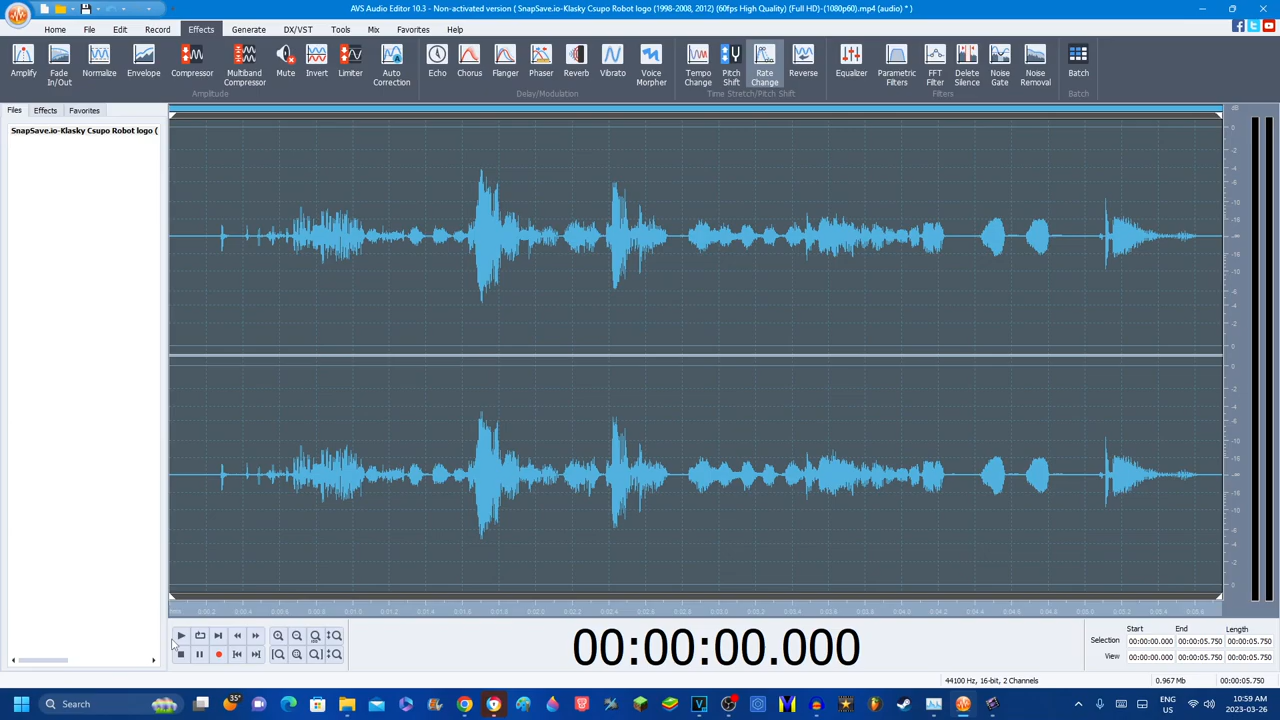 AVS Audio Editor 10.3 - Non-activated version ( SnapSave.io-Klasky Csupo Robot logo (1998-2008, 2012) (60fps High Quality) (Full HD)-(1080p60).mp4 (audio) * )
Home File Edit Record Effects Generate DX/VST Tools Mix Favorites Help
Amplify Fade In/Out Normalize Envelope Compressor Multiband Compressor Mute Invert Limiter Auto Correction Echo Chorus Flanger Phaser Reverb Vibrato Voice Morpher Tempo Change Pitch Shift Rate Change Reverse Equalizer Parametric Filters FFT Filter Delete Silence Noise Gate Noise Removal Batch
Amplitude Delay/Modulation Time Stretch/Pitch Shift Filters Batch
Files Effects Favorites
SnapSave.io-Klasky Csupo Robot logo (
dB
00:00:00.000
Start End Length
Selection 00:00:00.000 00:00:05.750 00:00:05.750
View 00:00:00.000 00:00:05.750 00:00:05.750
44100 Hz, 16-bit, 2 Channels 0.967 Mb 00:00:05.750
Search
35°
ENG
US
10:59 AM
2023-03-26